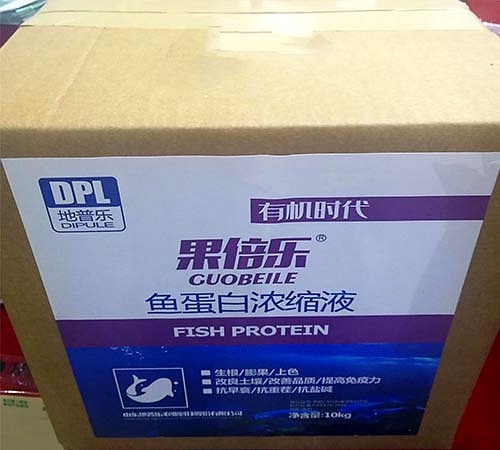 DPL
地普乐
DIPULE
有机时代
果倍乐®
GUOBEILE
鱼蛋白浓缩液
FISH PROTEIN
生根/膨果/上色
改良土壤/改善品质/提高免疫力
抗旱寒/抗重茬/抗盐碱
净含量:10kg